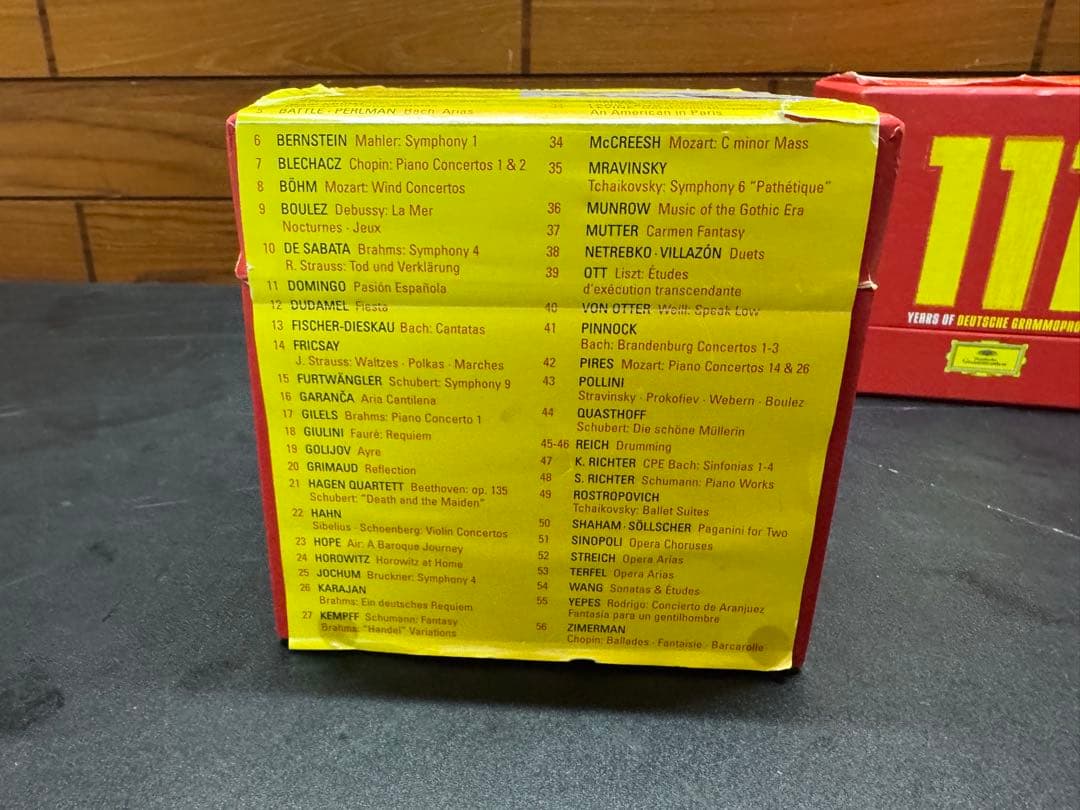 5 BATTLE · PERLMAN Bach: Arias
6 BERNSTEIN Mahler: Symphony 1
7 BLECHACZ Chopin: Piano Concertos 1 & 2
8 BÖHM Mozart: Wind Concertos
9 BOULEZ Debussy: La Mer
Nocturnes · Jeux
10 DE SABATA Brahms: Symphony 4
R. Strauss: Tod und Verklärung
11 DOMINGO Pasión Española
12 DUDAMEL Fiesta
13 FISCHER-DIESKAU Bach: Cantatas
14 FRICSAY
J. Strauss: Waltzes · Polkas · Marches
15 FURTWÄNGLER Schubert: Symphony 9
16 GARANČA Aria Cantilena
17 GILELS Brahms: Piano Concerto 1
18 GIULINI Fauré: Requiem
19 GOLIJOV Ayre
20 GRIMAUD Reflection
21 HAGEN QUARTETT Beethoven: op. 135
Schubert: "Death and the Maiden"
22 HAHN
Sibelius · Schoenberg: Violin Concertos
23 HOPE Air: A Baroque Journey
24 HOROWITZ Horowitz at Home
25 JOCHUM Bruckner: Symphony 4
26 KARAJAN
Brahms: Ein deutsches Requiem
27 KEMPFF Schumann: Fantasy
Brahms: "Handel" Variations
An American in Paris
34 McCREESH Mozart: C minor Mass
35 MRAVINSKY
Tchaikovsky: Symphony 6 "Pathétique"
36 MUNROW Music of the Gothic Era
37 MUTTER Carmen Fantasy
38 NETREBKO · VILLAZÓN Duets
39 OTT Liszt: Études
d'exécution transcendante
40 VON OTTER Weill: Speak Low
41 PINNOCK
Bach: Brandenburg Concertos 1-3
42 PIRES Mozart: Piano Concertos 14 & 26
43 POLLINI
Stravinsky · Prokofiev · Webern · Boulez
44 QUASTHOFF
Schubert: Die schöne Müllerin
45-46 REICH Drumming
47 K. RICHTER CPE Bach: Sinfonias 1-4
48 S. RICHTER Schumann: Piano Works
49 ROSTROPOVICH
Tchaikovsky: Ballet Suites
50 SHAHAM · SÖLLSCHER Paganini for Two
51 SINOPOLI Opera Choruses
52 STREICH Opera Arias
53 TERFEL Opera Arias
54 WANG Sonatas & Études
55 YEPES Rodrigo: Concierto de Aranjuez
Fantasía para un gentilhombre
56 ZIMERMAN
Chopin: Ballades · Fantaisie · Barcarolle
111
YEARS OF DEUTSCHE GRAMMOPHO
Deutsche
Grammophon